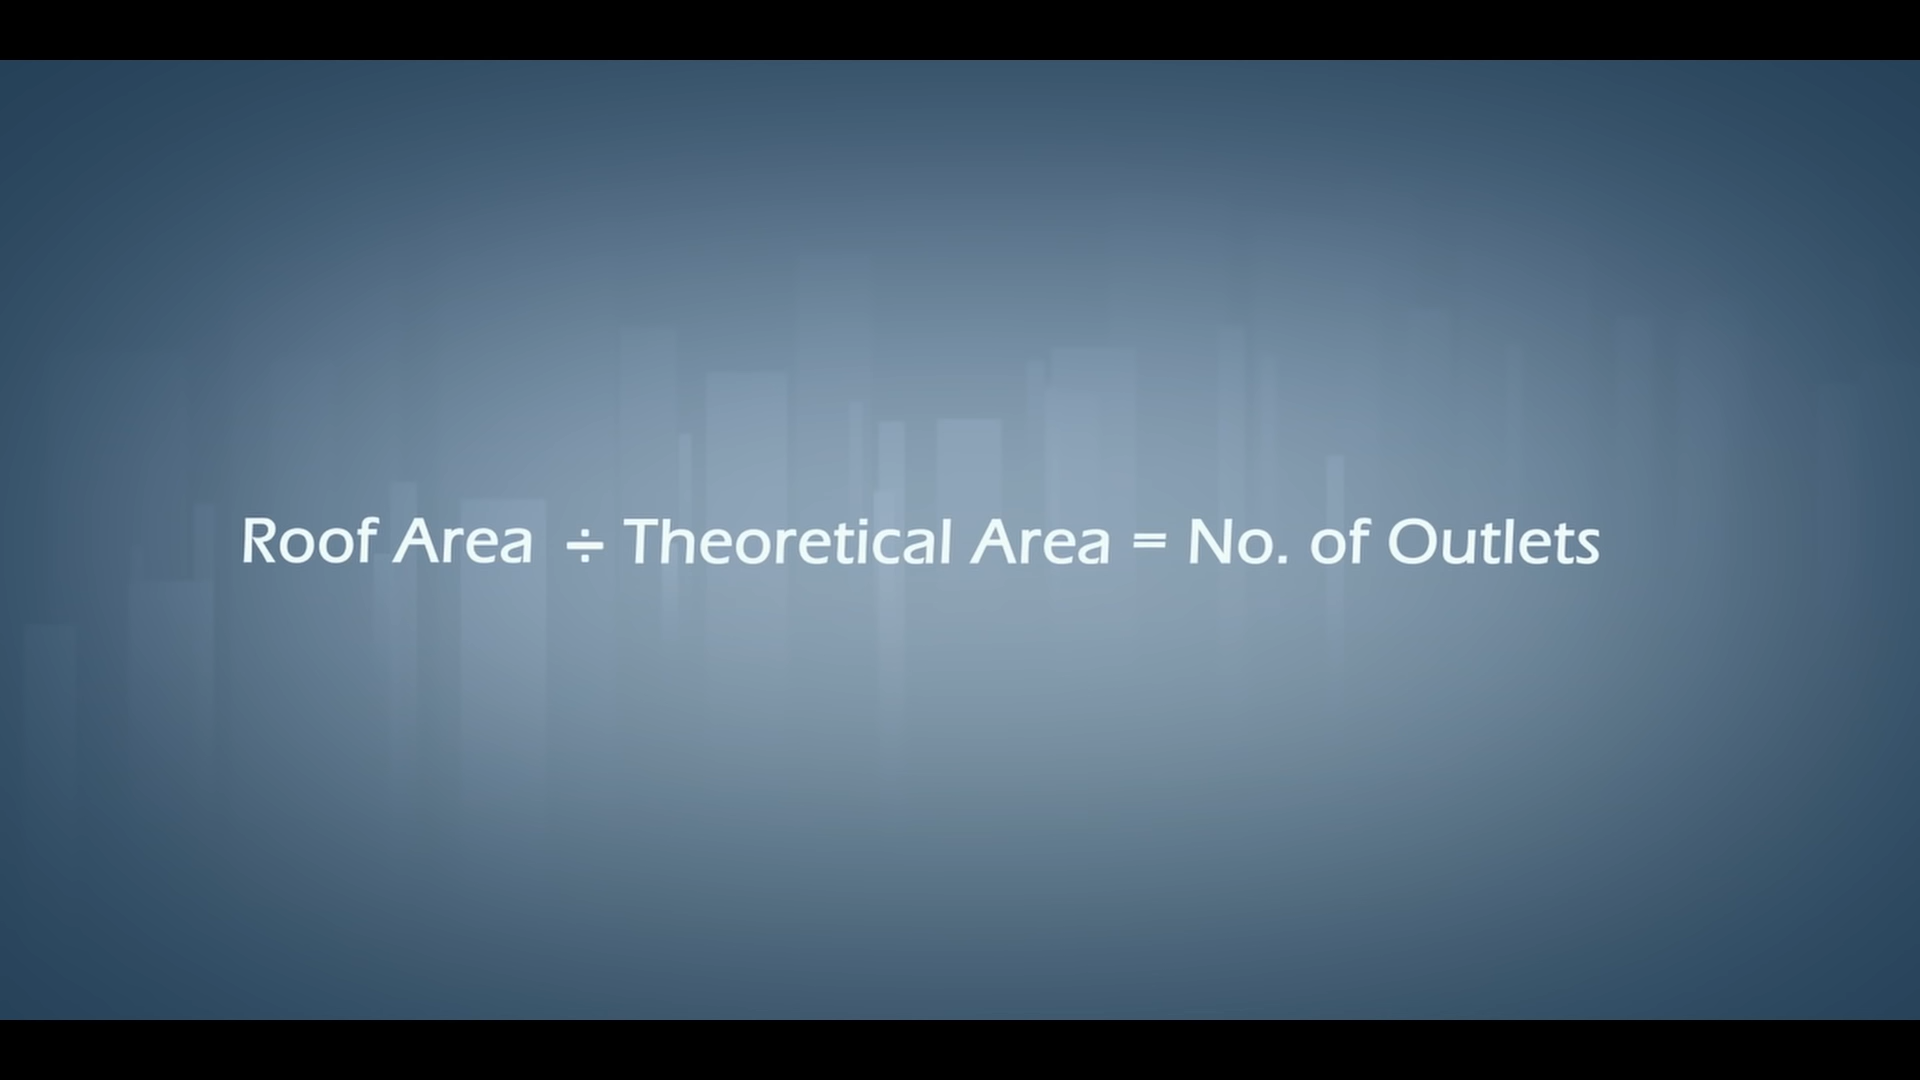 Roof Area ÷ Theoretical Area = No. of Outlets